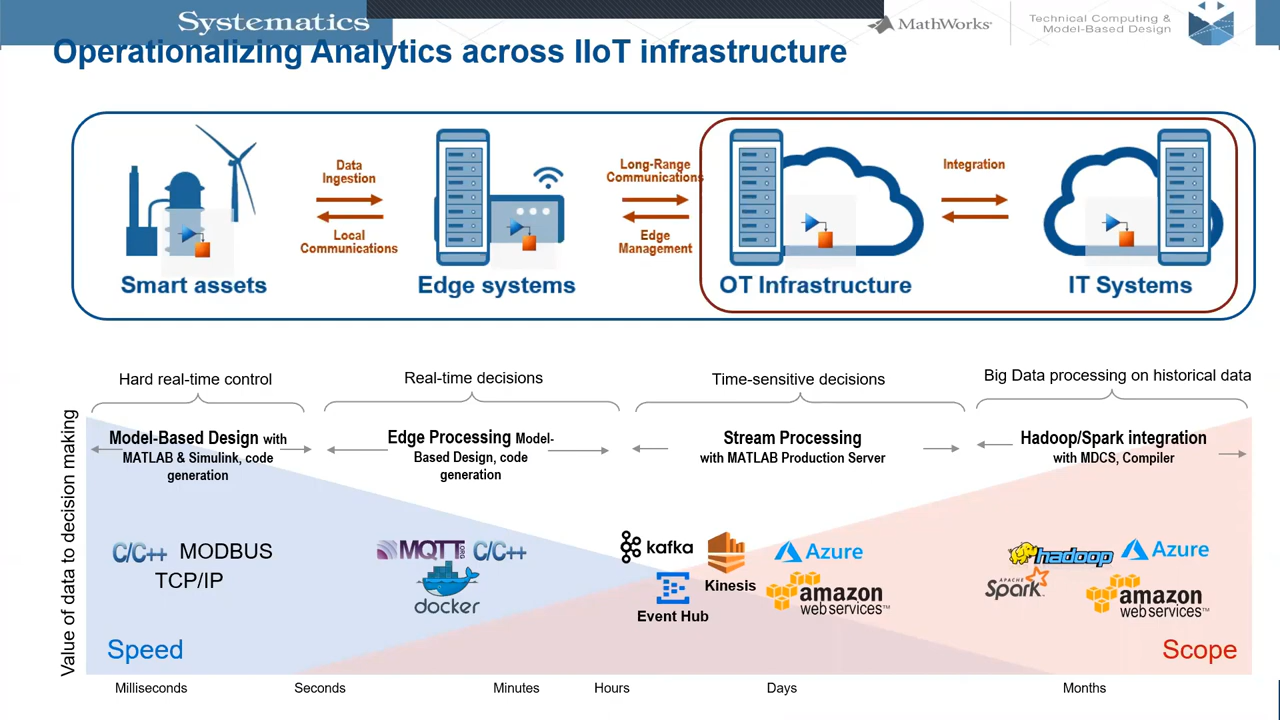 Systematics
MathWorks
Technical Computing &
Model-Based Design
Operationalizing Analytics across IIoT infrastructure
Data
Ingestion
Local
Communications
Long-Range
Communications
Edge
Management
Integration
Smart assets
Edge systems
OT Infrastructure
IT Systems
Hard real-time control
Real-time decisions
Time-sensitive decisions
Big Data processing on historical data
Value of data to decision making
Model-Based Design with
MATLAB & Simulink, code
generation
Edge Processing Model-
Based Design, code
generation
Stream Processing
with MATLAB Production Server
Hadoop/Spark integration
with MDCS, Compiler
C/C++ MODBUS
TCP/IP
MQTT.ORG C/C++
docker
kafka
Kinesis
Event Hub
Azure
amazon
web services™
hadoop
Azure
APACHE
Spark™
amazon
web services™
Speed
Scope
Milliseconds
Seconds
Minutes
Hours
Days
Months